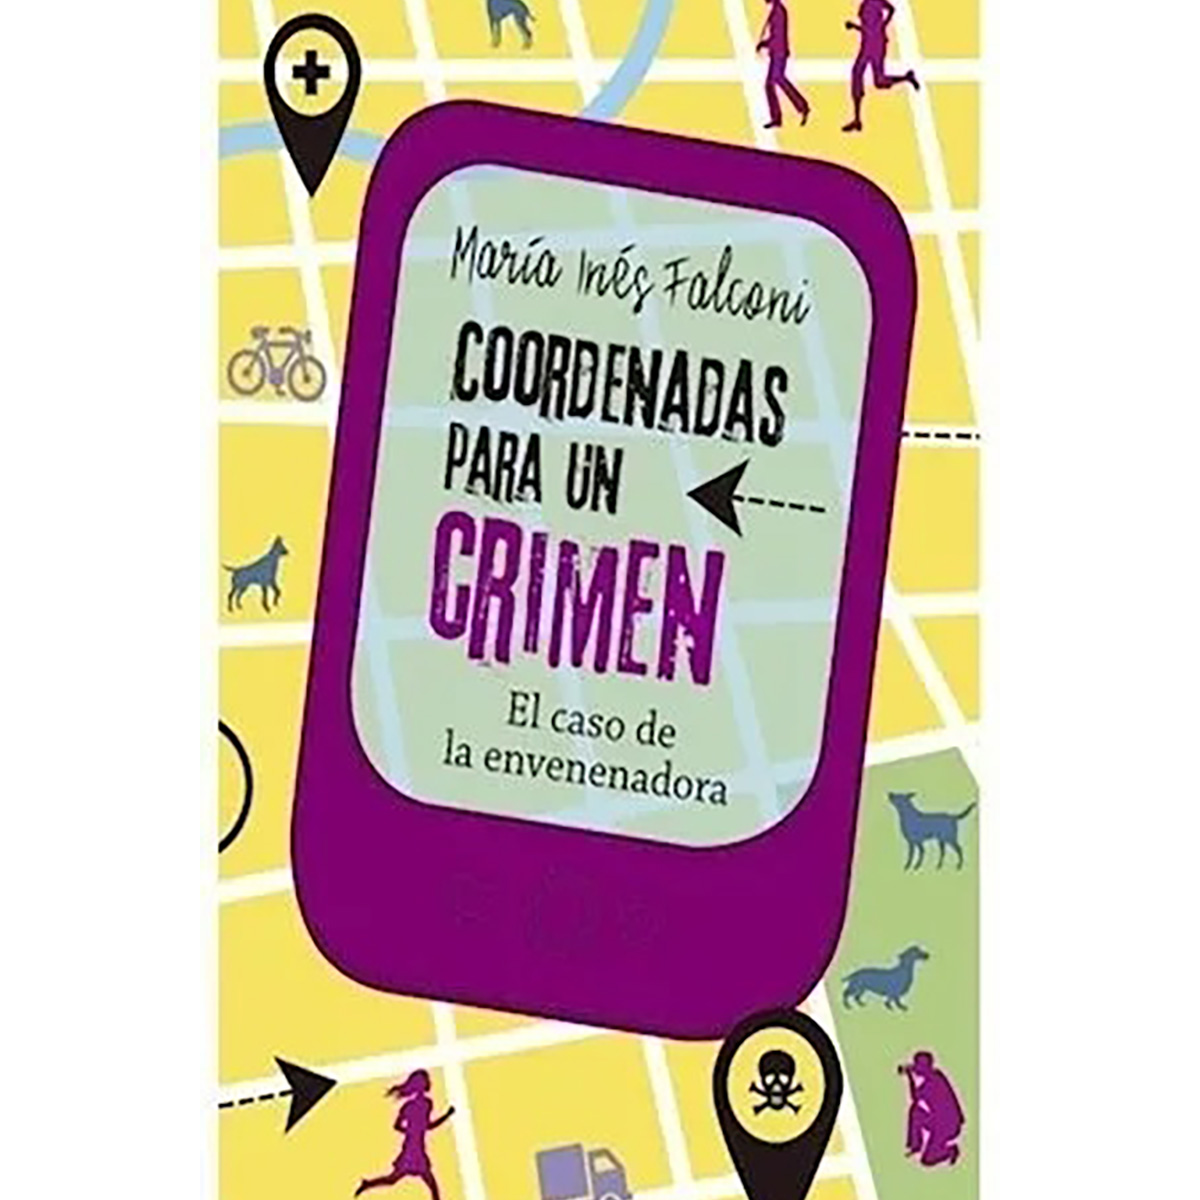 María Inés Falconi
COORDENADAS
PARA UN
CRIMEN
El caso de
la envenenadora